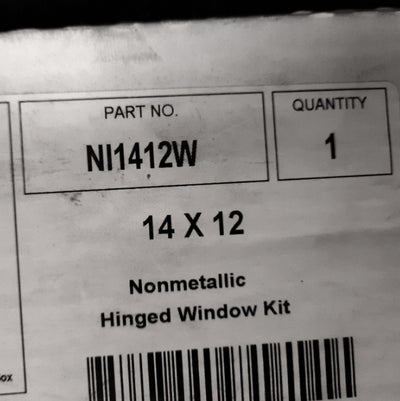 PART NO.
QUANTITY
NI1412W
1
14 X 12
Nonmetallic
Hinged Window Kit